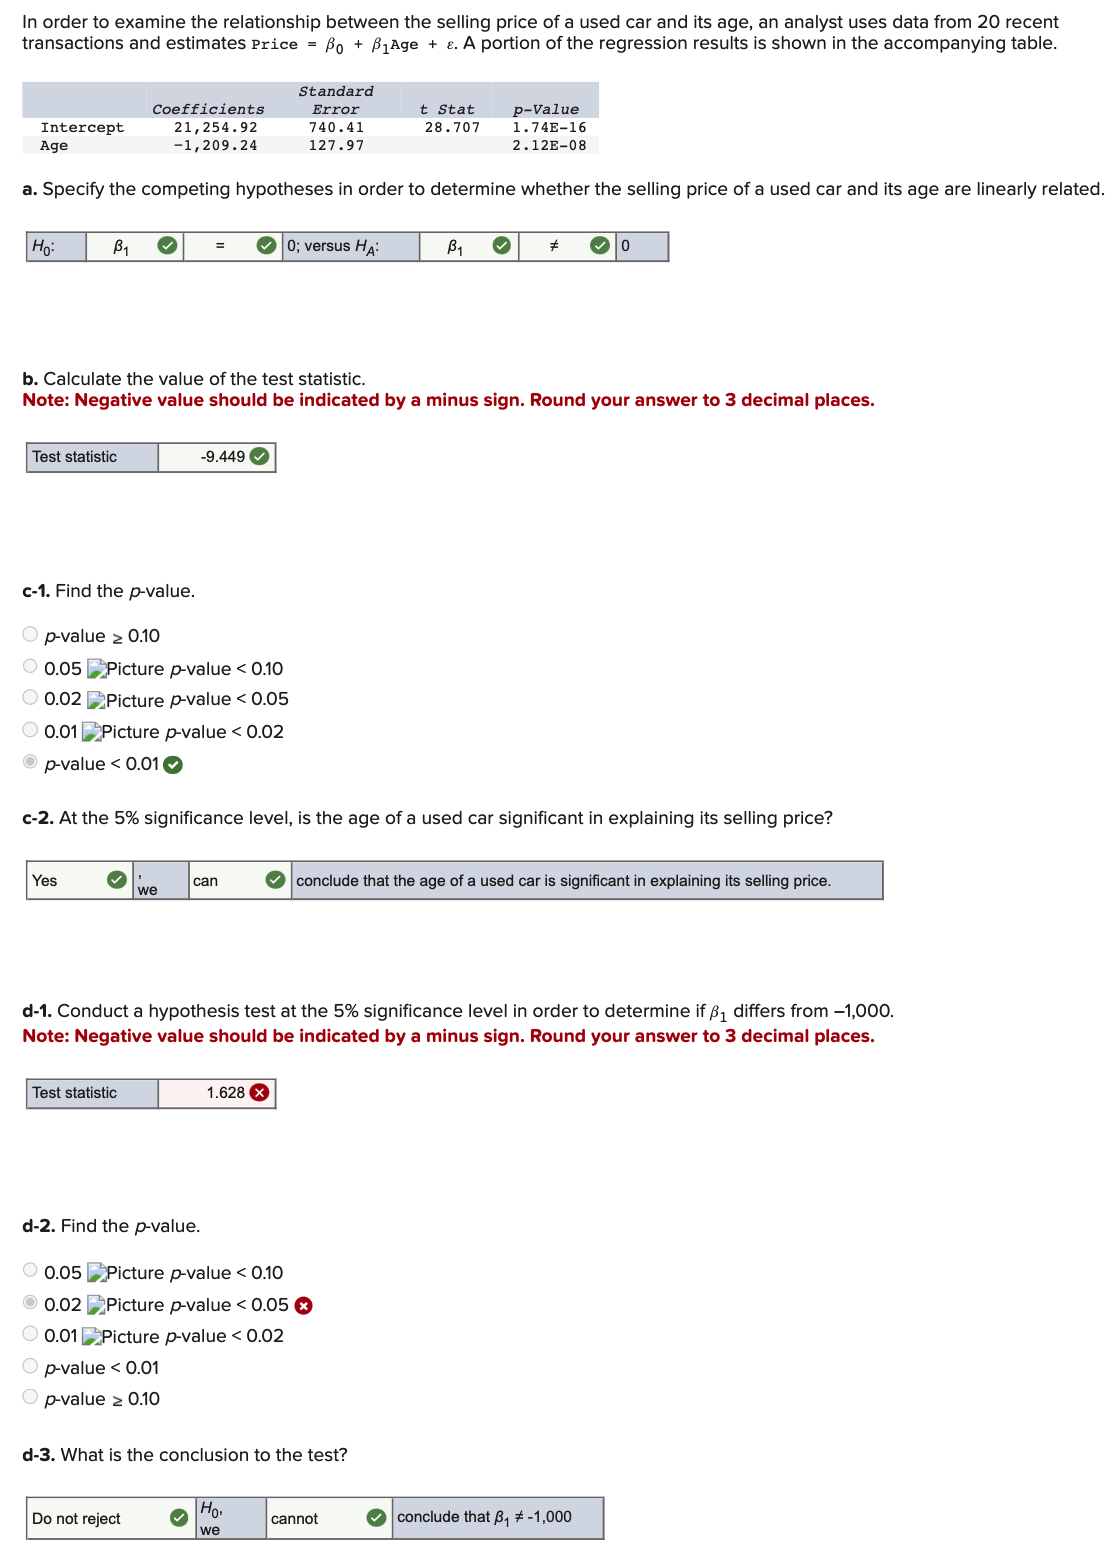 In order to examine the relationship between the selling price of a used car and its age, an analyst uses data from 20 recent
transactions and estimates Price = β0 + β1Age + ε. A portion of the regression results is shown in the accompanying table.
Standard
Coefficients Error t Stat p-Value
Intercept 21,254.92 740.41 28.707 1.74E-16
Age -1,209.24 127.97 2.12E-08
a. Specify the competing hypotheses in order to determine whether the selling price of a used car and its age are linearly related.
H0: β1 = 0; versus HA: β1 ≠ 0
b. Calculate the value of the test statistic.
Note: Negative value should be indicated by a minus sign. Round your answer to 3 decimal places.
Test statistic -9.449
c-1. Find the p-value.
p-value ≥ 0.10
0.05 Picture p-value < 0.10
0.02 Picture p-value < 0.05
0.01 Picture p-value < 0.02
p-value < 0.01
c-2. At the 5% significance level, is the age of a used car significant in explaining its selling price?
Yes , we can conclude that the age of a used car is significant in explaining its selling price.
d-1. Conduct a hypothesis test at the 5% significance level in order to determine if β1 differs from −1,000.
Note: Negative value should be indicated by a minus sign. Round your answer to 3 decimal places.
Test statistic 1.628
d-2. Find the p-value.
0.05 Picture p-value < 0.10
0.02 Picture p-value < 0.05
0.01 Picture p-value < 0.02
p-value < 0.01
p-value ≥ 0.10
d-3. What is the conclusion to the test?
Do not reject H0, we cannot conclude that β1 ≠ -1,000